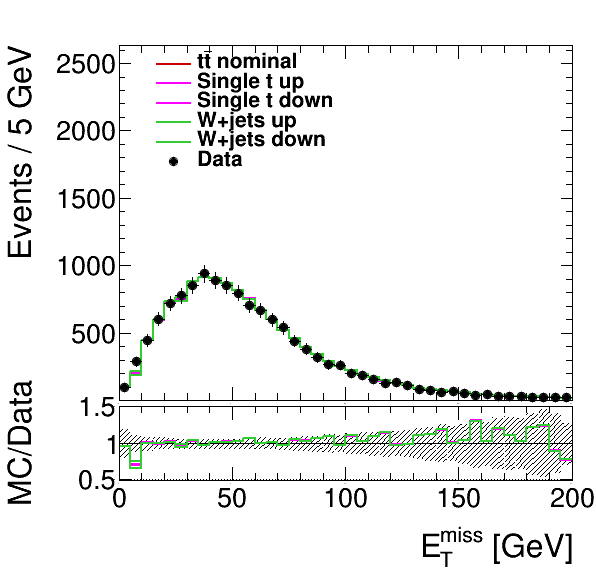 Events / 5 GeV
2500
2000
1500
1000
500
tt̄ nominal
Single t up
Single t down
W+jets up
W+jets down
Data
MC/Data
1.5
1
0.5
0
50
100
150
200
E_T^miss [GeV]